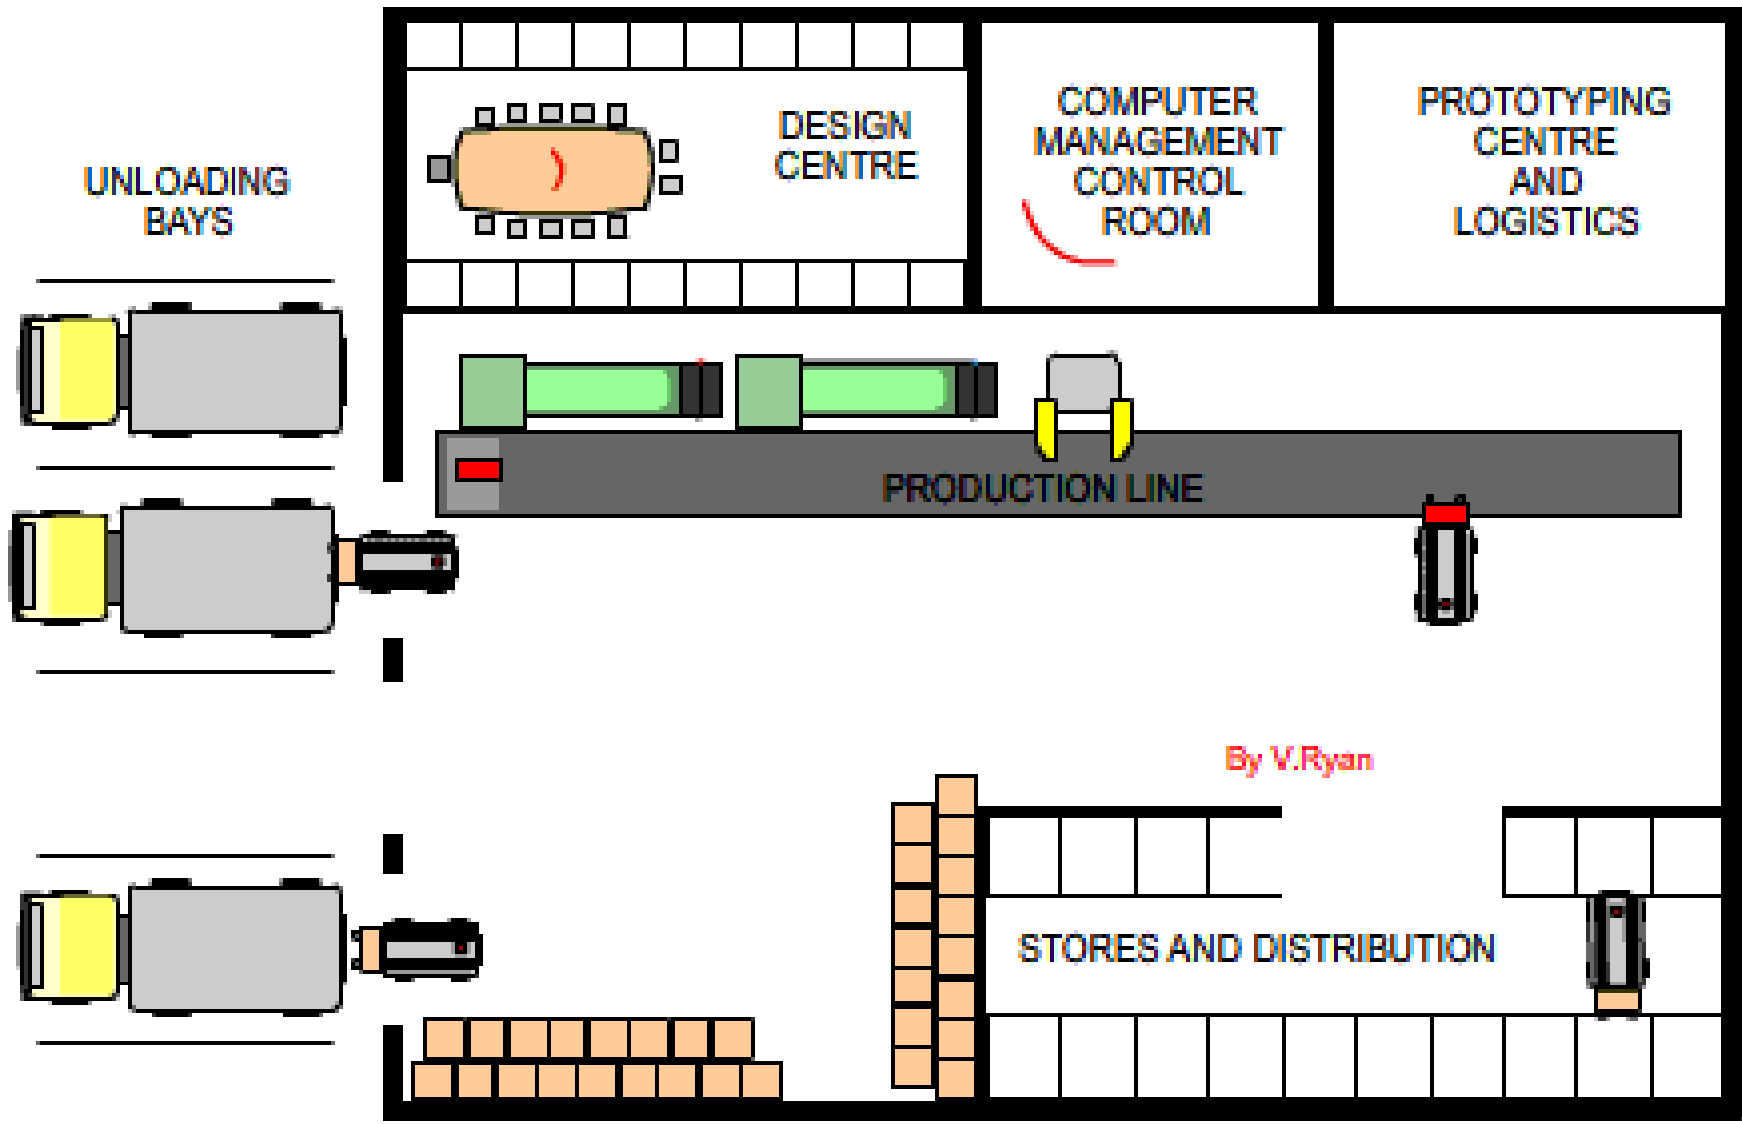 UNLOADING
BAYS
DESIGN
CENTRE
COMPUTER
MANAGEMENT
CONTROL
ROOM
PROTOTYPING
CENTRE
AND
LOGISTICS
PRODUCTION LINE
By V.Ryan
STORES AND DISTRIBUTION